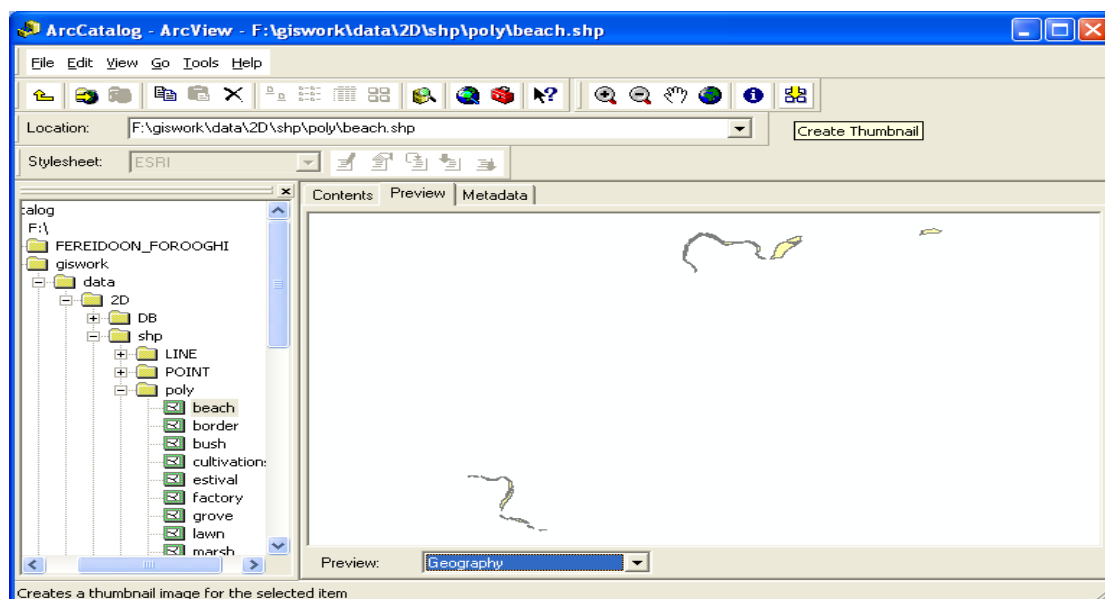 ArcCatalog - ArcView - F:\giswork\data\2D\shp\poly\beach.shp
File Edit View Go Tools Help
Location: F:\giswork\data\2D\shp\poly\beach.shp
Create Thumbnail
Stylesheet: ESRI
Contents Preview Metadata
:alog
F:\
FEREIDOON_FOROOGHI
giswork
data
2D
DB
shp
LINE
POINT
poly
beach
border
bush
cultivation:
estival
factory
grove
lawn
marsh
Preview: Geography
Creates a thumbnail image for the selected item